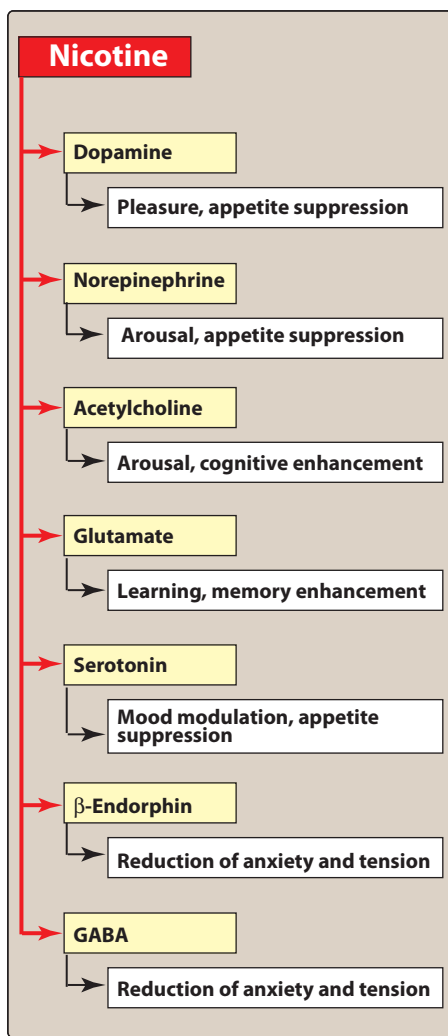 Nicotine
Dopamine
Pleasure, appetite suppression
Norepinephrine
Arousal, appetite suppression
Acetylcholine
Arousal, cognitive enhancement
Glutamate
Learning, memory enhancement
Serotonin
Mood modulation, appetite
suppression
β-Endorphin
Reduction of anxiety and tension
GABA
Reduction of anxiety and tension